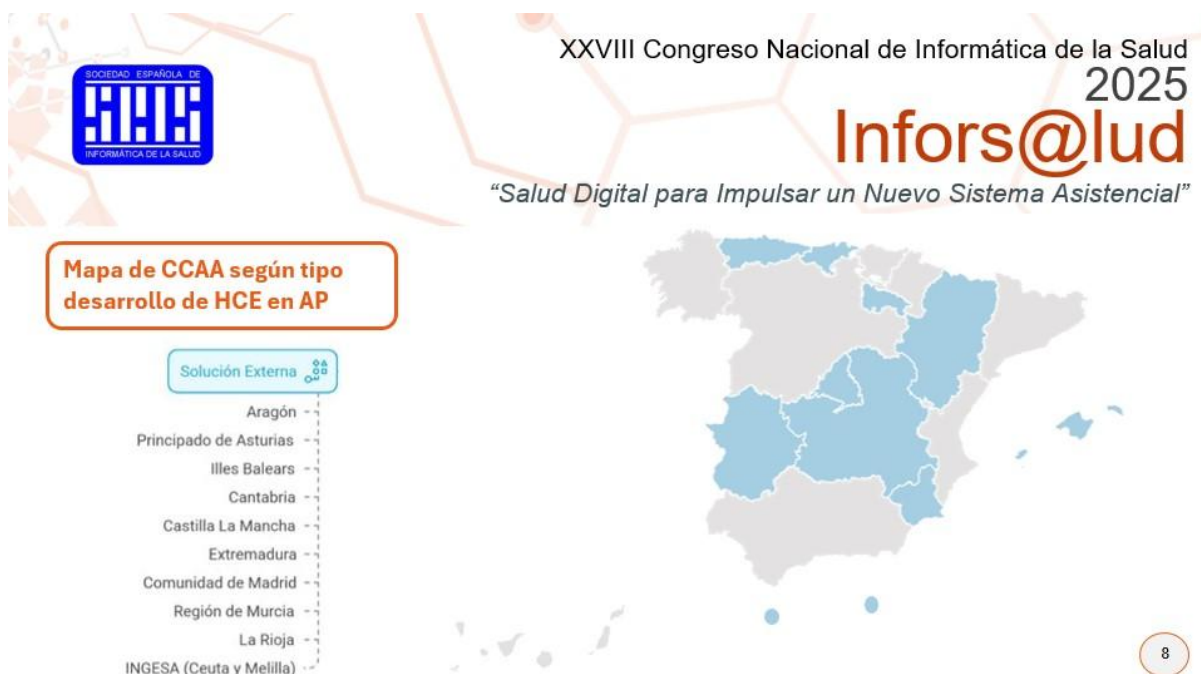 SOCIEDAD ESPAÑOLA DE
SEIS
INFORMÁTICA DE LA SALUD
XXVIII Congreso Nacional de Informática de la Salud
2025
Infors@lud
“Salud Digital para Impulsar un Nuevo Sistema Asistencial”
Mapa de CCAA según tipo
desarrollo de HCE en AP
Solución Externa
Aragón
Principado de Asturias
Illes Balears
Cantabria
Castilla La Mancha
Extremadura
Comunidad de Madrid
Región de Murcia
La Rioja
INGESA (Ceuta y Melilla)
8